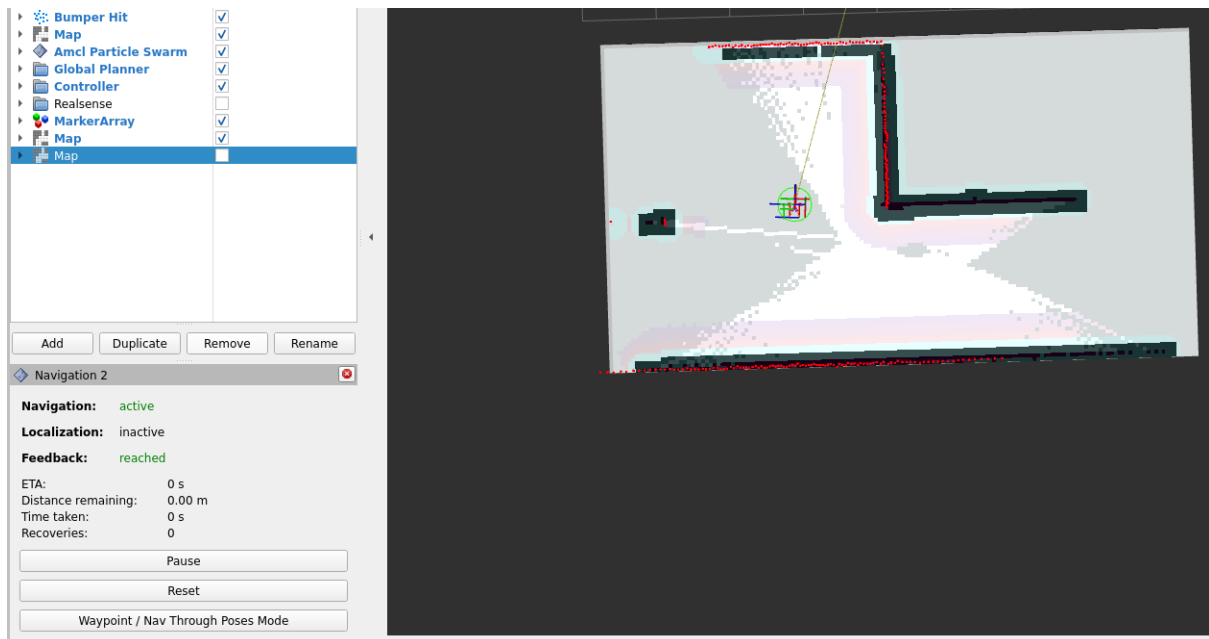 Bumper Hit
Map
Amcl Particle Swarm
Global Planner
Controller
Realsense
MarkerArray
Map
Map
Add Duplicate Remove Rename
Navigation 2
Navigation: active
Localization: inactive
Feedback: reached
ETA: 0 s
Distance remaining: 0.00 m
Time taken: 0 s
Recoveries: 0
Pause
Reset
Waypoint / Nav Through Poses Mode